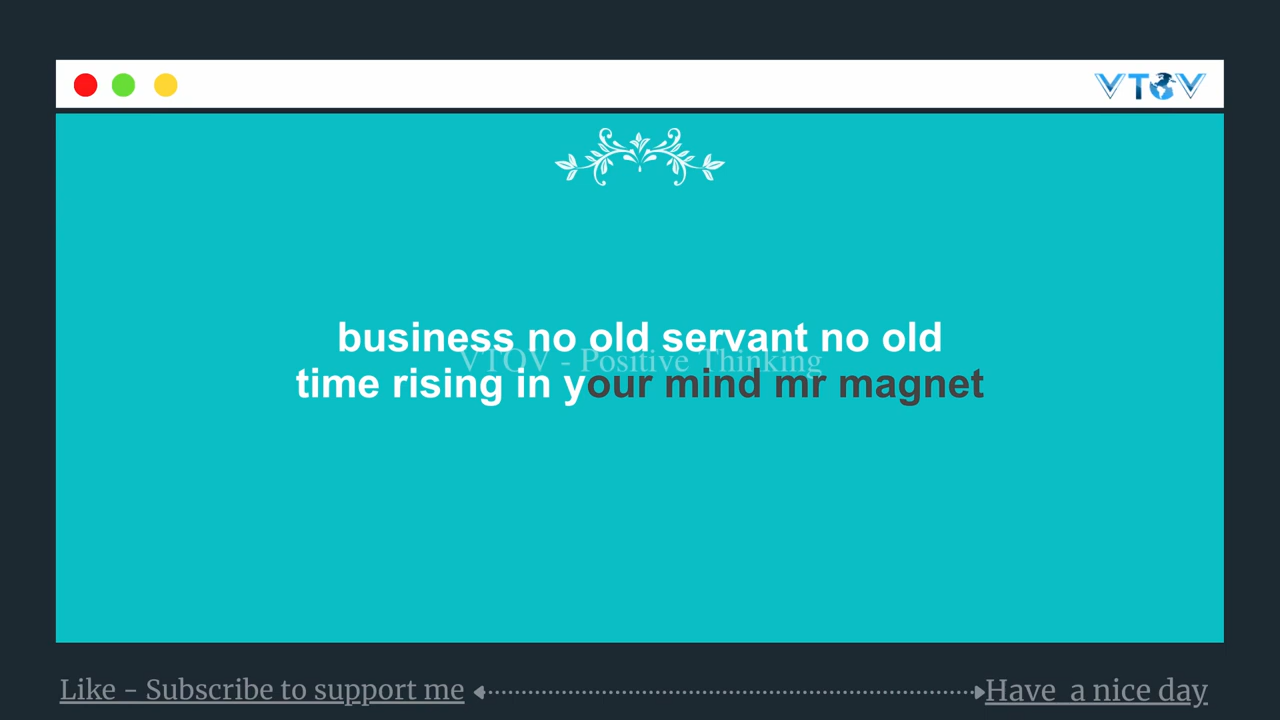 VTOV
business no old servant no old
VTOV - Positive Thinking
time rising in your mind mr magnet
Like - Subscribe to support me
Have a nice day